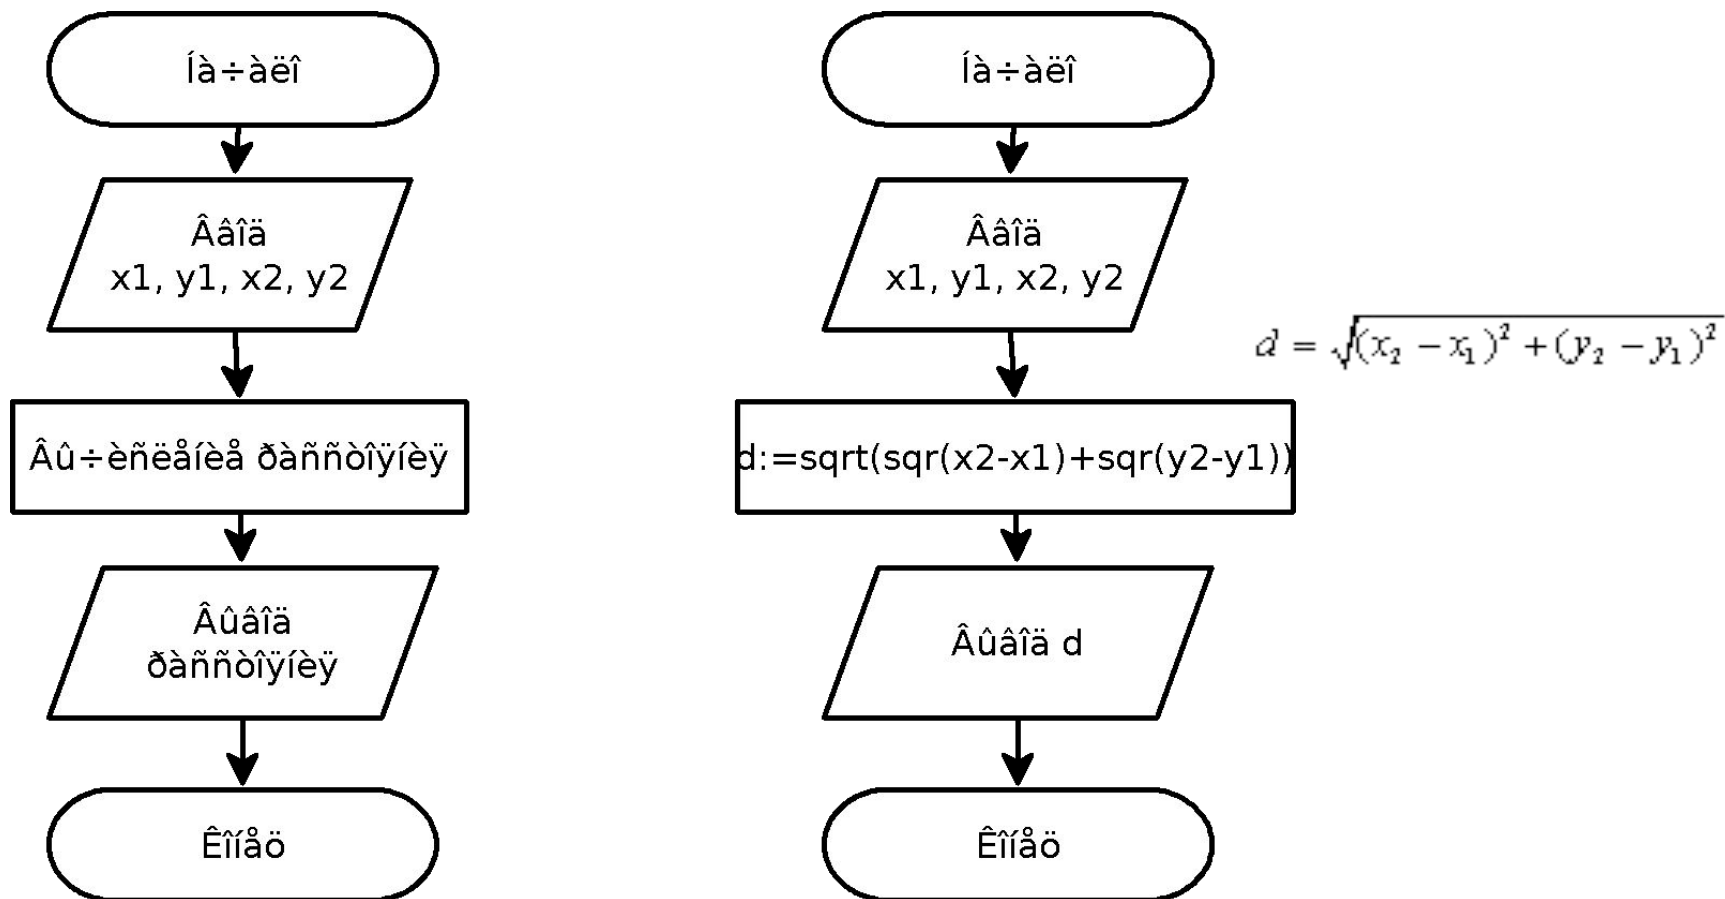 Íà÷àëî
Ââîä
x1, y1, x2, y2
Âû÷èñëåíèå ðàññòîÿíèÿ
Âûâîä
ðàññòîÿíèÿ
Êîíåö
Íà÷àëî
Ââîä
x1, y1, x2, y2
d:=sqrt(sqr(x2-x1)+sqr(y2-y1))
Âûâîä d
Êîíåö
d = √(x₂ − x₁)² + (y₂ − y₁)²